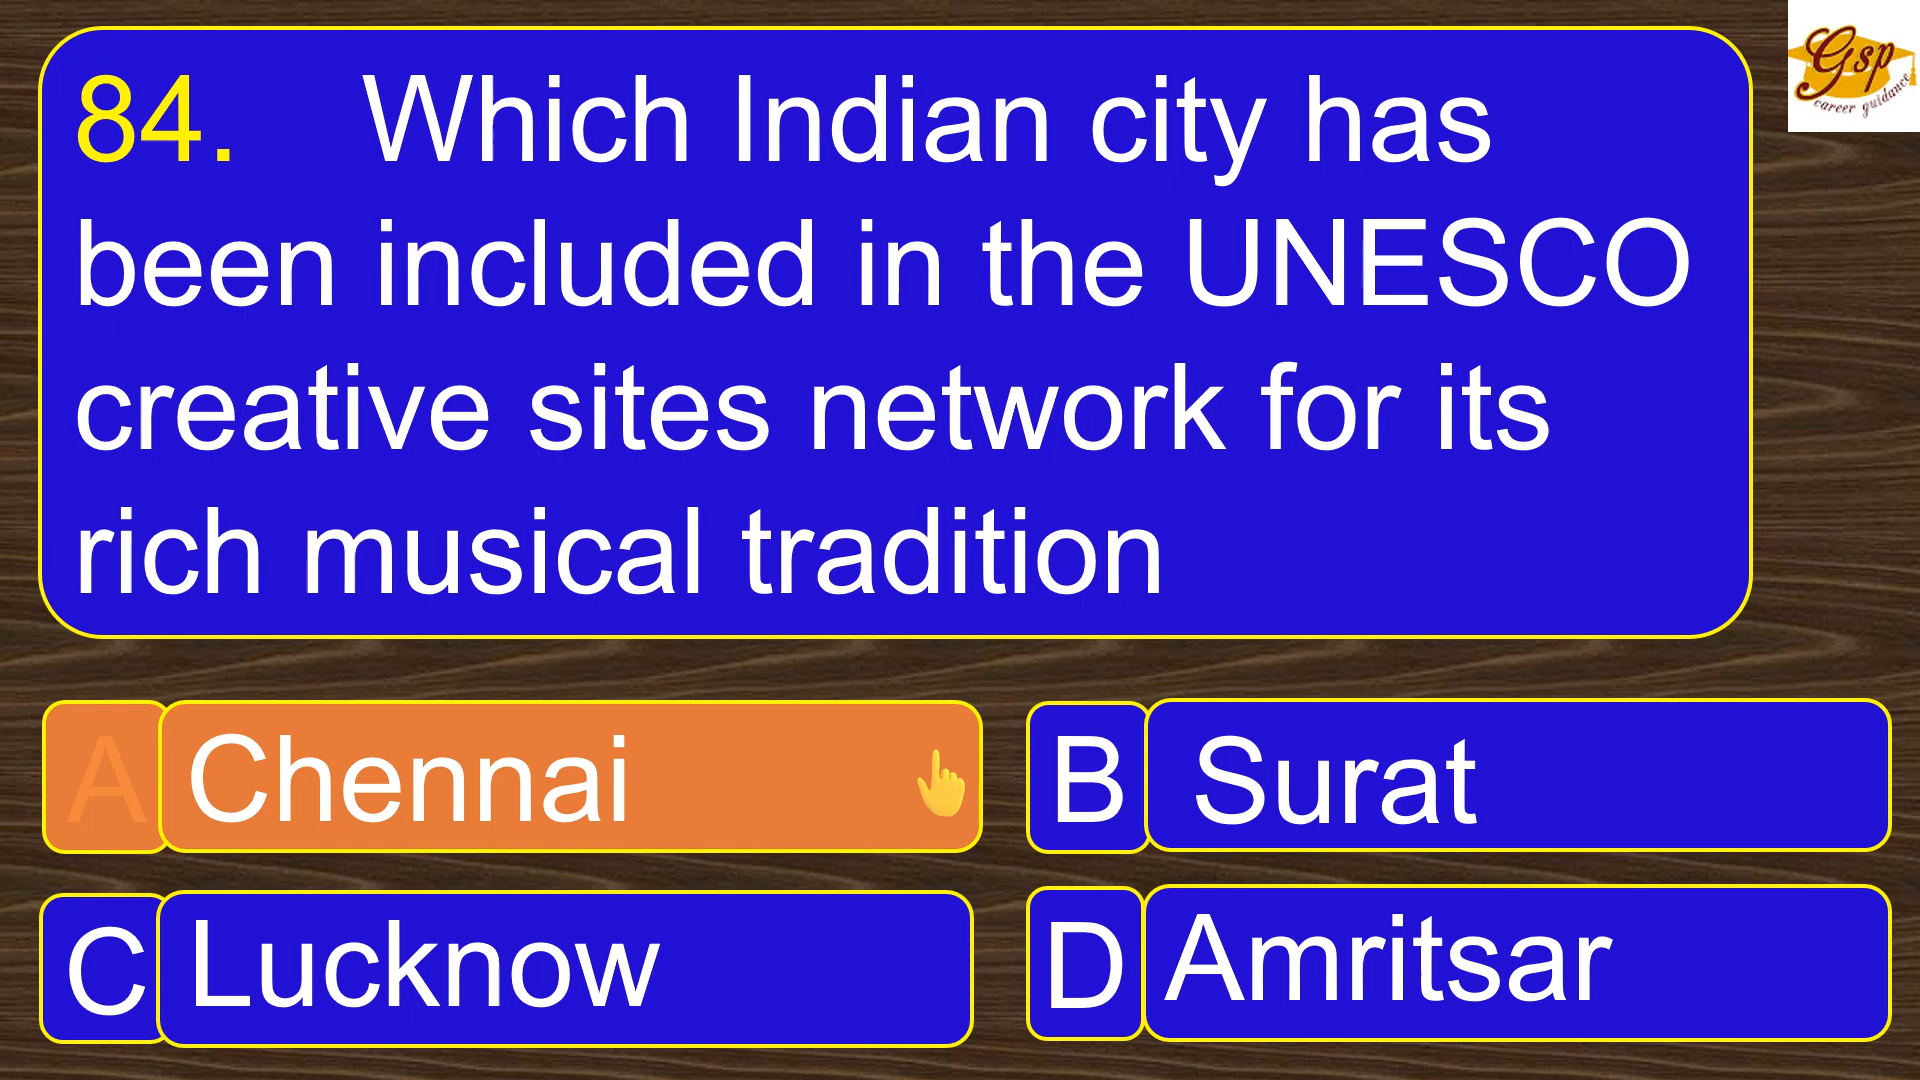 84. Which Indian city has
been included in the UNESCO
creative sites network for its
rich musical tradition
A Chennai
B Surat
C Lucknow
D Amritsar
Gsp
career guidance